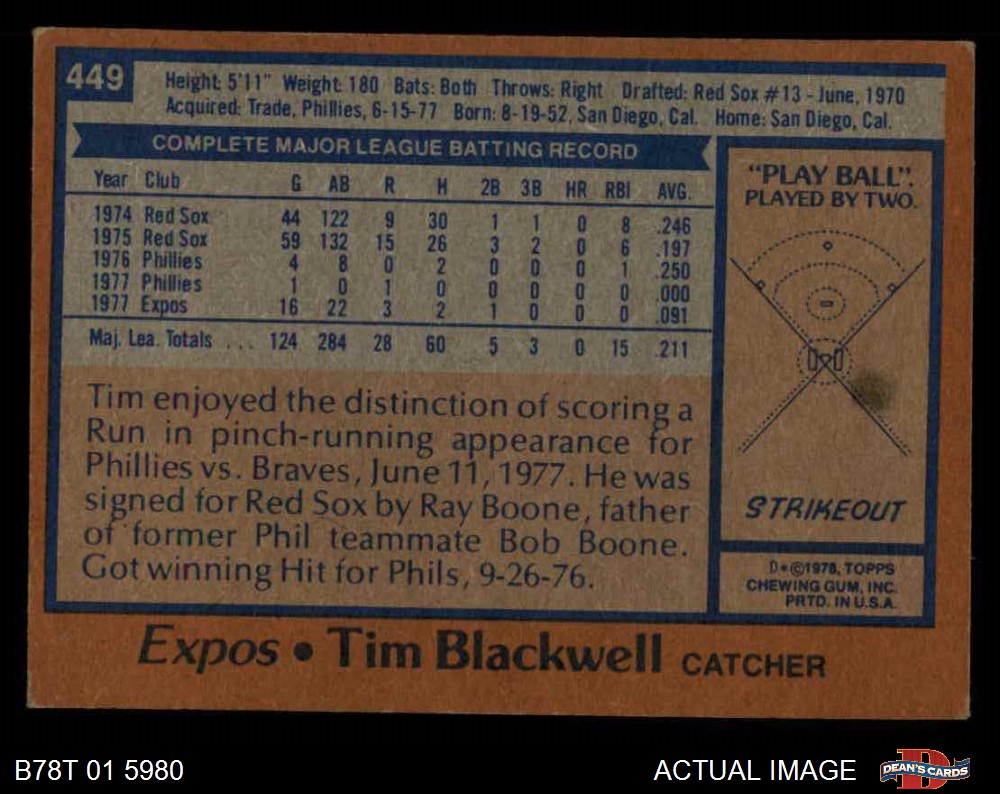 449
Height: 5'11" Weight: 180 Bats: Both Throws: Right Drafted: Red Sox #13 - June, 1970
Acquired: Trade, Phillies, 6-15-77 Born: 8-19-52, San Diego, Cal. Home: San Diego, Cal.
COMPLETE MAJOR LEAGUE BATTING RECORD
Year Club G AB R H 2B 3B HR RBI AVG.
1974 Red Sox 44 122 9 30 1 1 0 8 .246
1975 Red Sox 59 132 15 26 3 2 0 6 .197
1976 Phillies 4 8 0 2 0 0 0 1 .250
1977 Phillies 1 0 1 0 0 0 0 0 .000
1977 Expos 16 22 3 2 1 0 0 0 .091
Maj. Lea. Totals ... 124 284 28 60 5 3 0 15 .211
Tim enjoyed the distinction of scoring a
Run in pinch-running appearance for
Phillies vs. Braves, June 11, 1977. He was
signed for Red Sox by Ray Boone, father
of former Phil teammate Bob Boone.
Got winning Hit for Phils, 9-26-76.
"PLAY BALL".
PLAYED BY TWO.
STRIKEOUT
D*©1978, TOPPS
CHEWING GUM, INC.
PRTD. IN U.S.A.
Expos • Tim Blackwell CATCHER
B78T 01 5980
ACTUAL IMAGE
DEAN'S CARDS